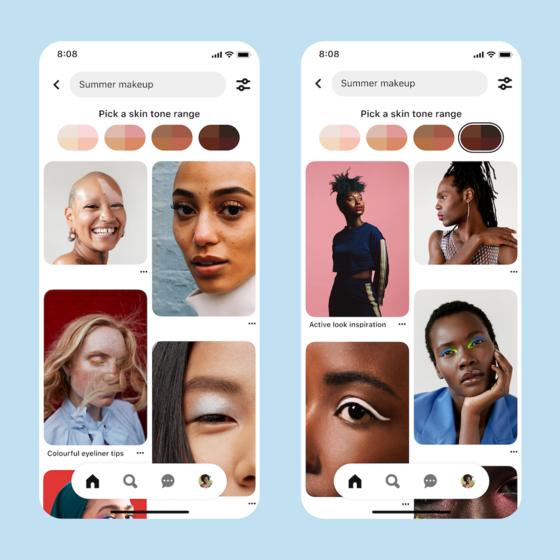 8:08
Summer makeup
Pick a skin tone range
Colourful eyeliner tips
8:08
Summer makeup
Pick a skin tone range
Active look inspiration